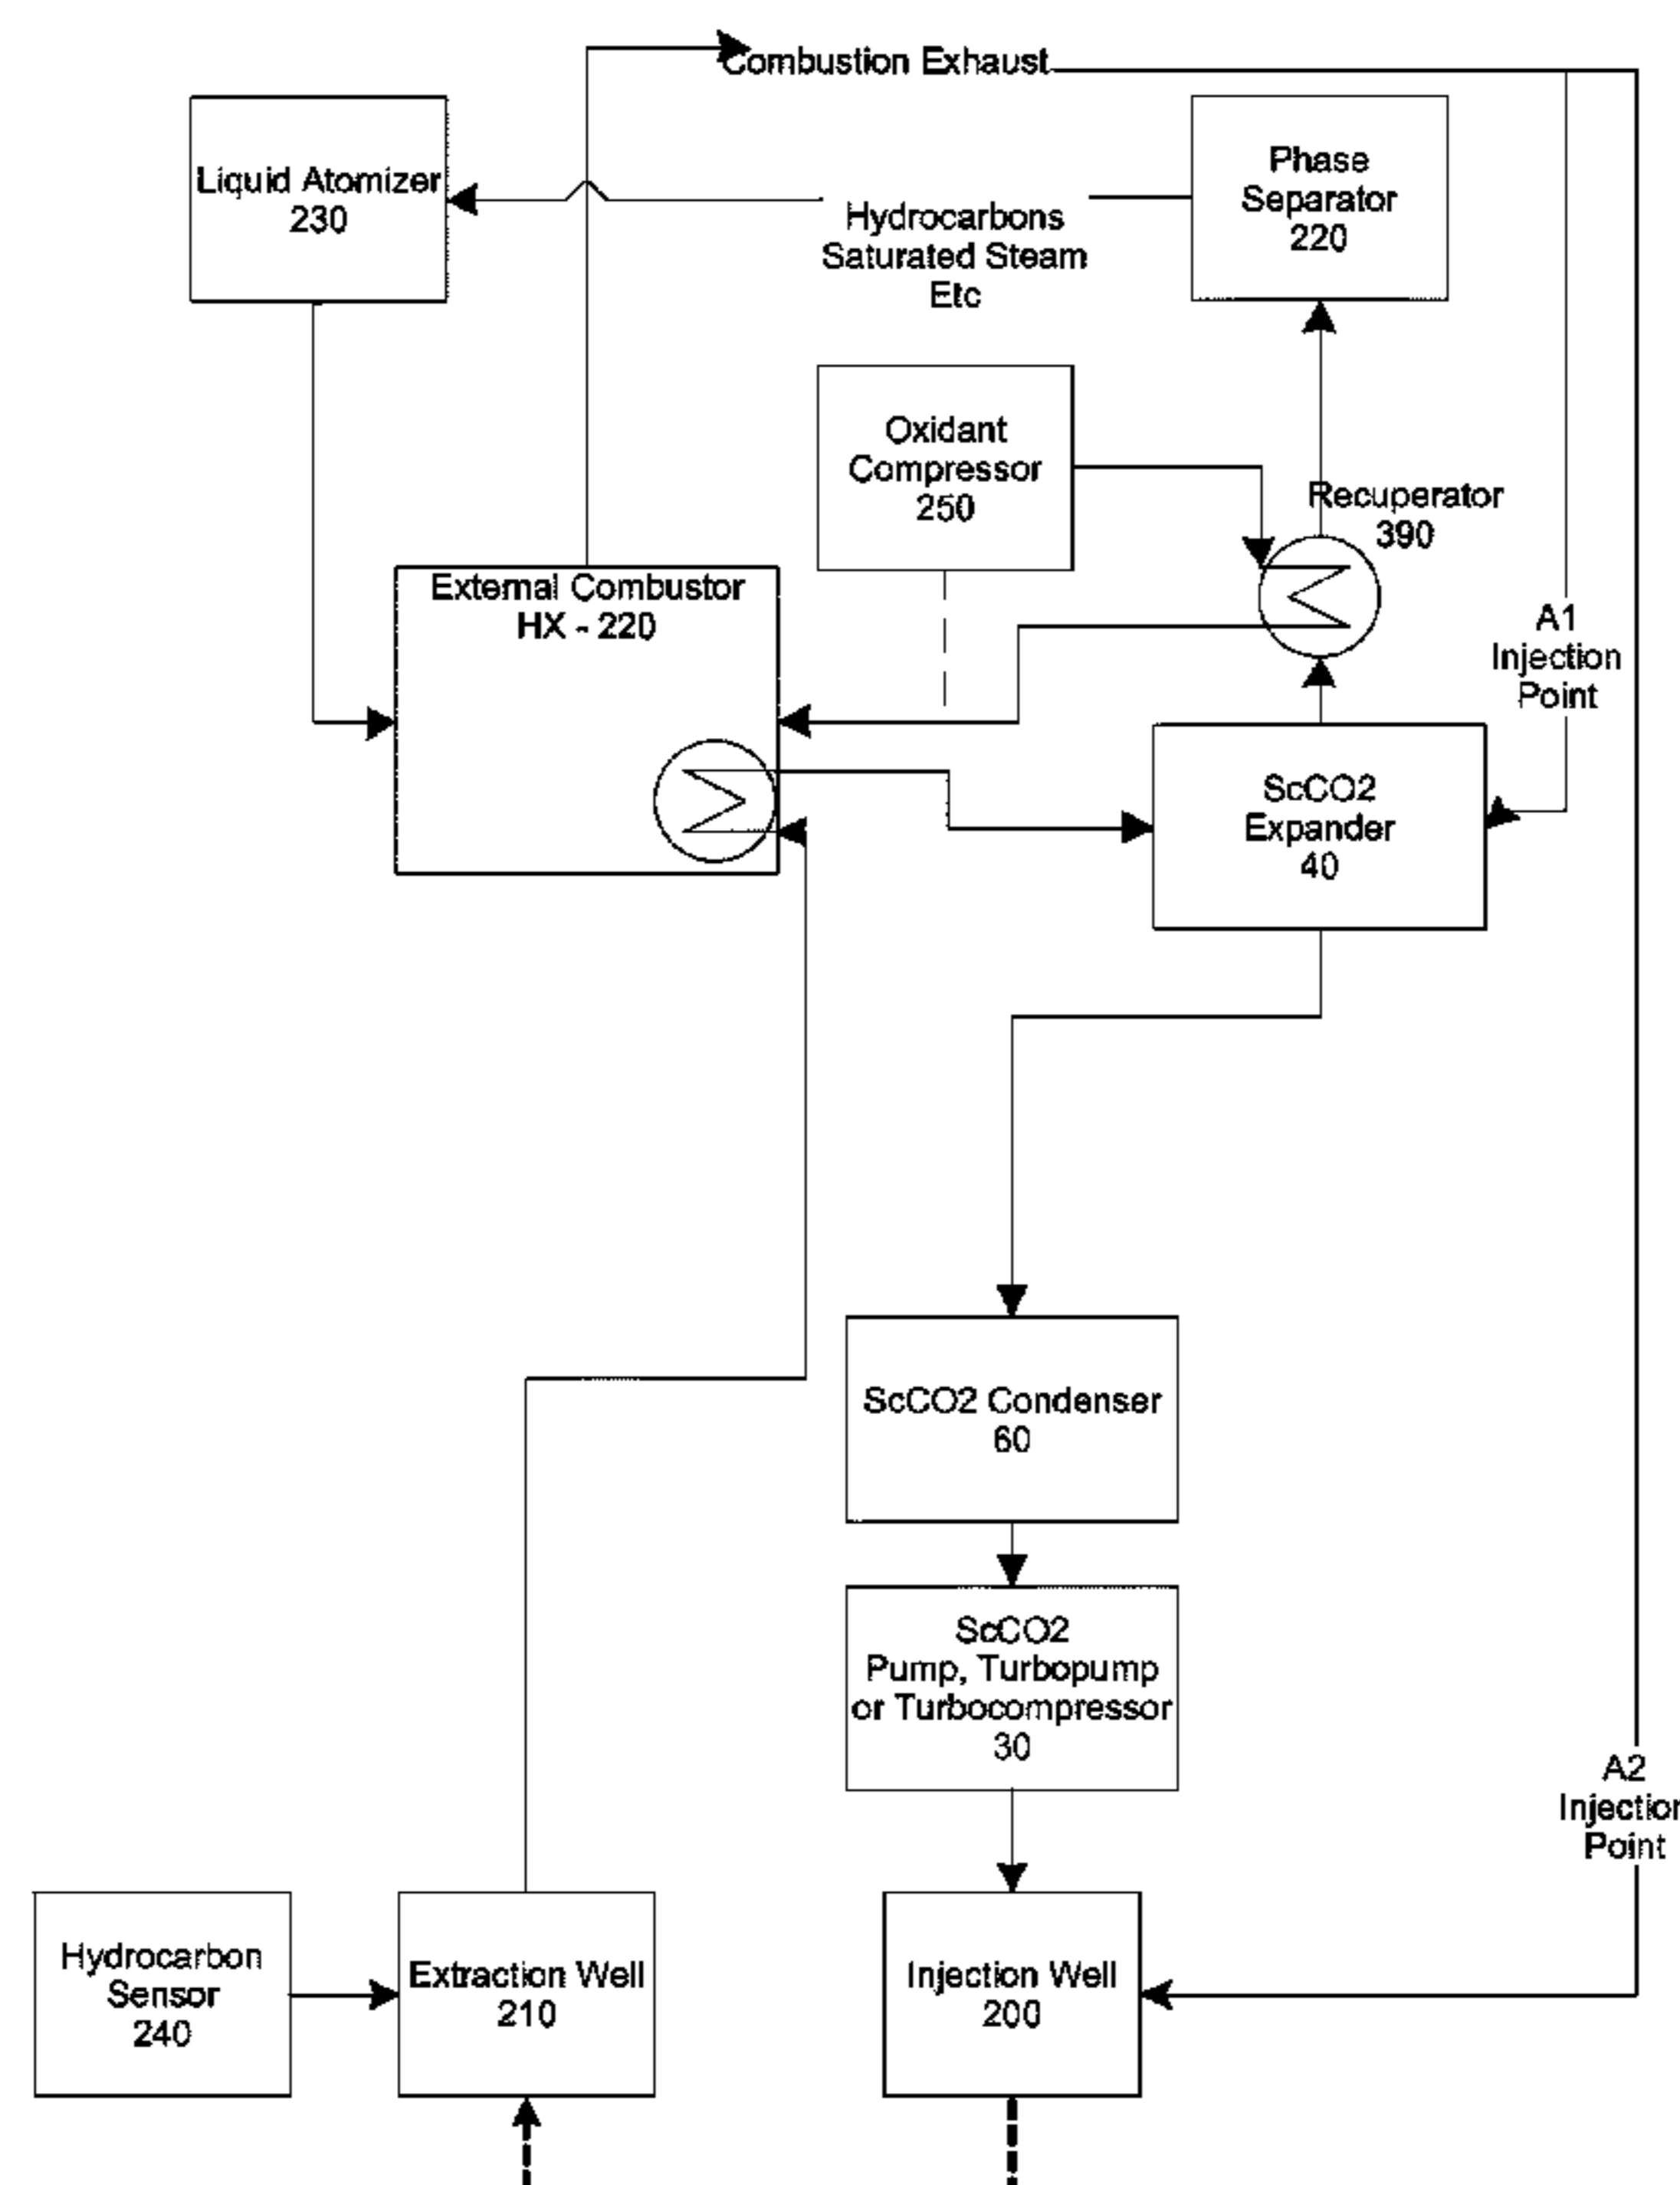 Combustion Exhaust
Liquid Atomizer
230
Phase
Separator
220
Hydrocarbons
Saturated Steam
Etc
Oxidant
Compressor
250
Recuperator
390
External Combustor
HX - 220
A1
Injection
Point
ScCO2
Expander
40
ScCO2 Condenser
60
ScCO2
Pump, Turbopump
or Turbocompressor
30
A2
Injection
Point
Hydrocarbon
Sensor
240
Extraction Well
210
Injection Well
200